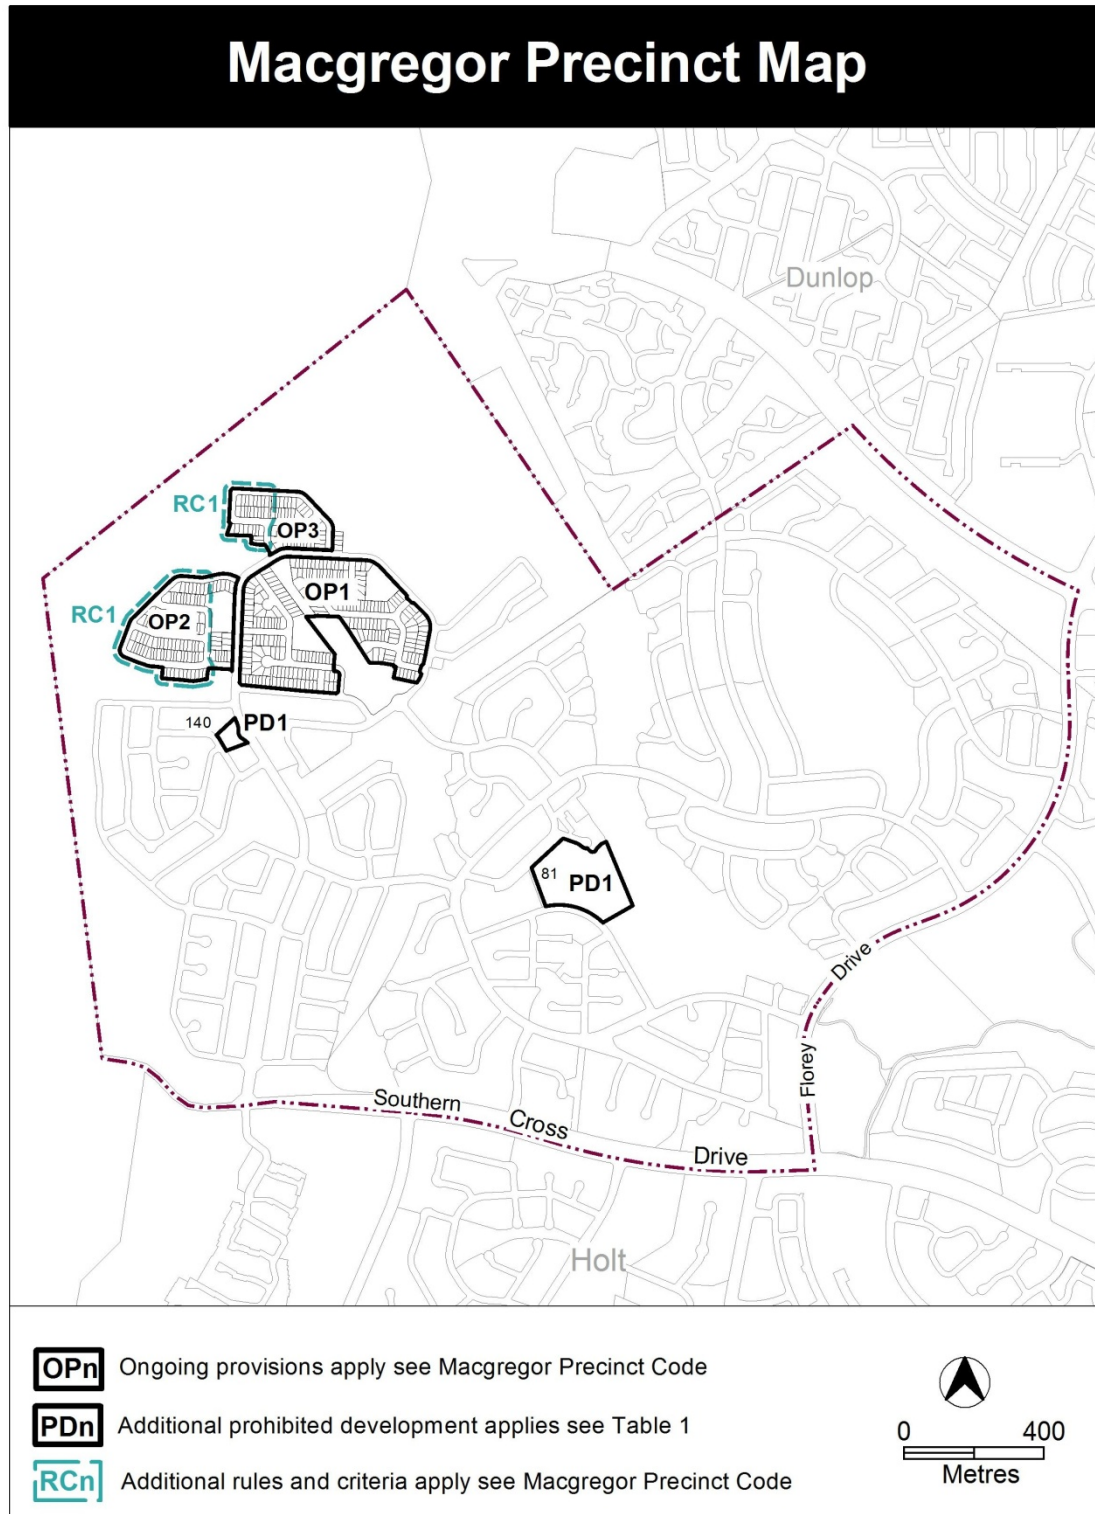 Macgregor Precinct Map
Dunlop
RC1
OP3
OP1
RC1
OP2
140
PD1
81
PD1
Drive
Florey
Southern
Cross
Drive
Holt
OPn Ongoing provisions apply see Macgregor Precinct Code
PDn Additional prohibited development applies see Table 1
RCn Additional rules and criteria apply see Macgregor Precinct Code
0 400
Metres